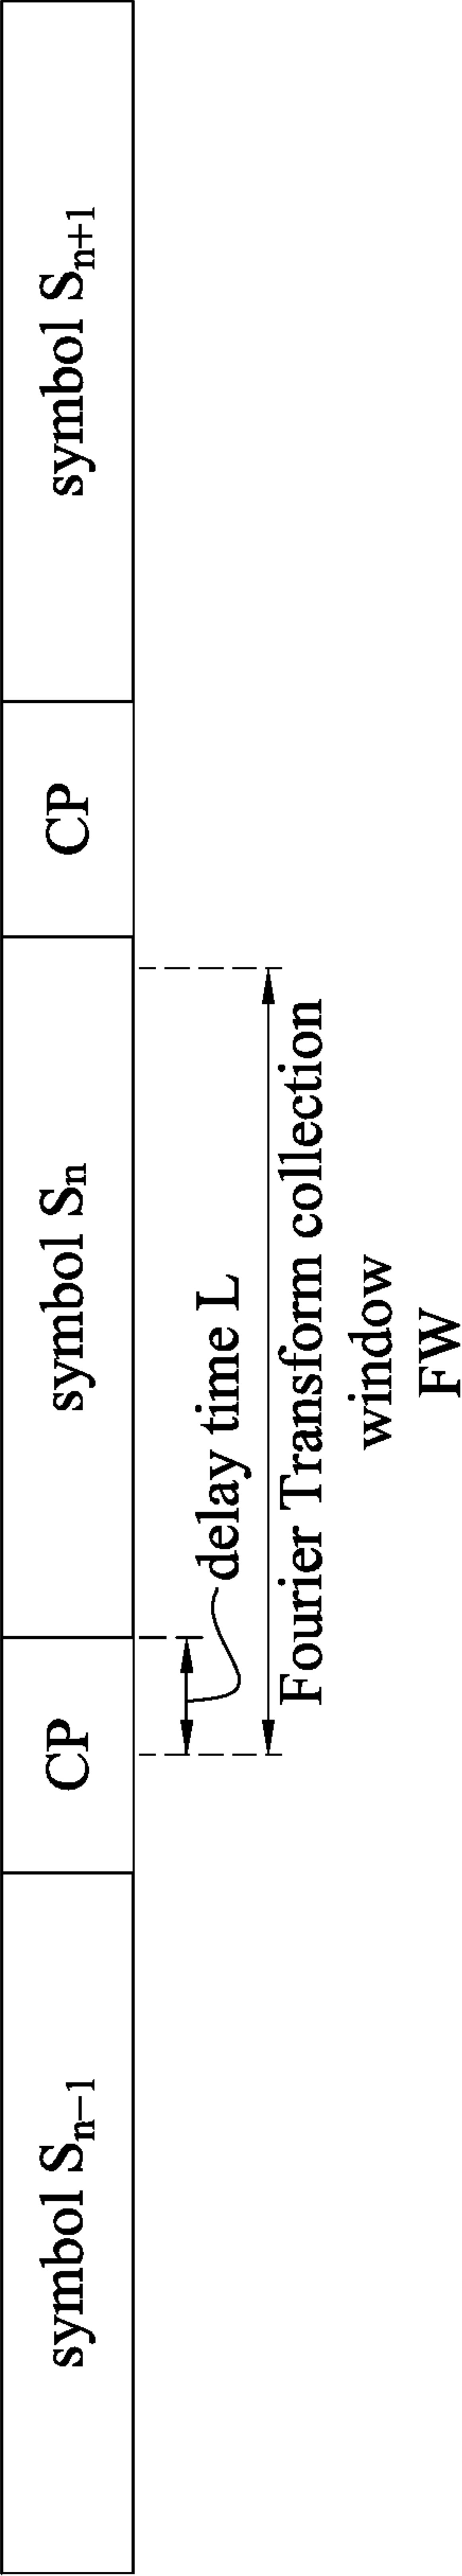 symbol Sₙ₋₁
CP
symbol Sₙ
CP
symbol Sₙ₊₁
delay time L
Fourier Transform collection
window
FW